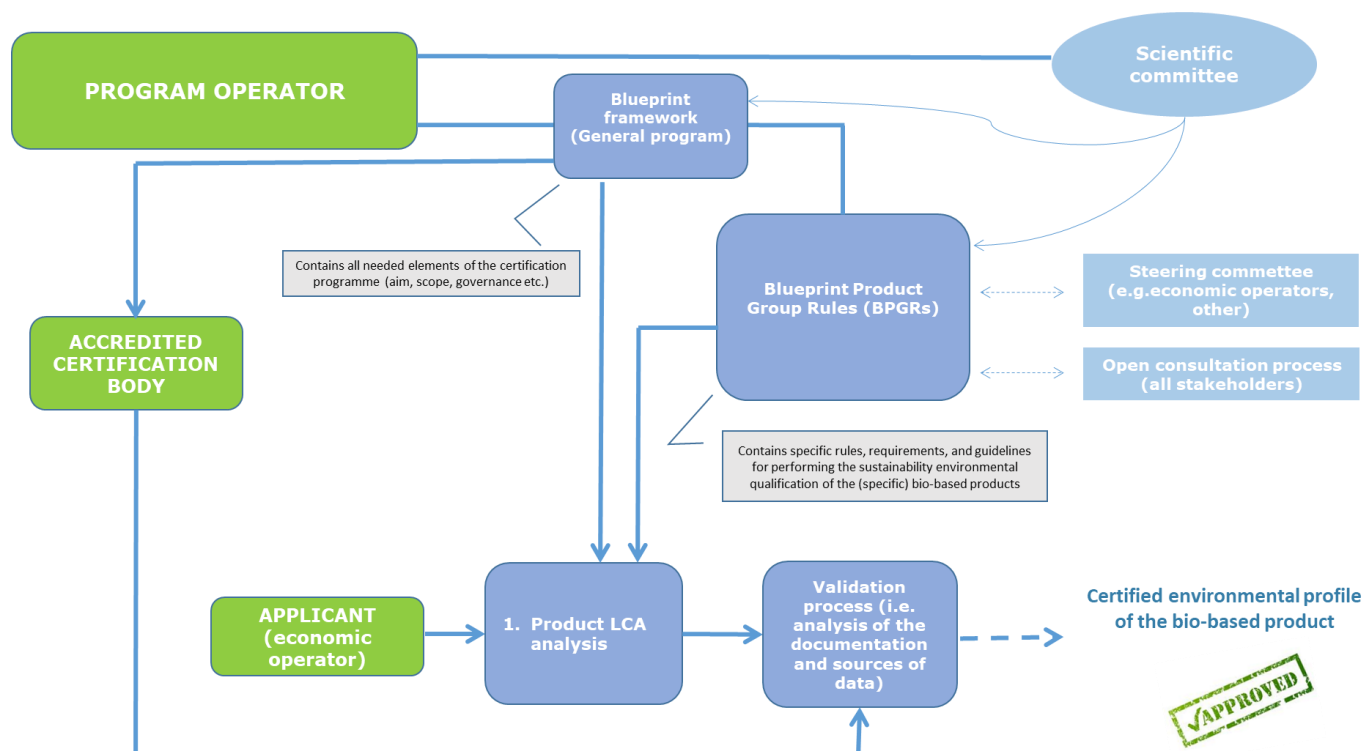 PROGRAM OPERATOR
Scientific
committee
Blueprint
framework
(General program)
Contains all needed elements of the certification
programme (aim, scope, governance etc.)
Blueprint Product
Group Rules (BPGRs)
Steering commettee
(e.g.economic operators,
other)
ACCREDITED
CERTIFICATION
BODY
Open consultation process
(all stakeholders)
Contains specific rules, requirements, and guidelines
for performing the sustainability environmental
qualification of the (specific) bio-based products
APPLICANT
(economic
operator)
1. Product LCA
analysis
Validation
process (i.e.
analysis of the
documentation
and sources of
data)
Certified environmental profile
of the bio-based product
APPROVED